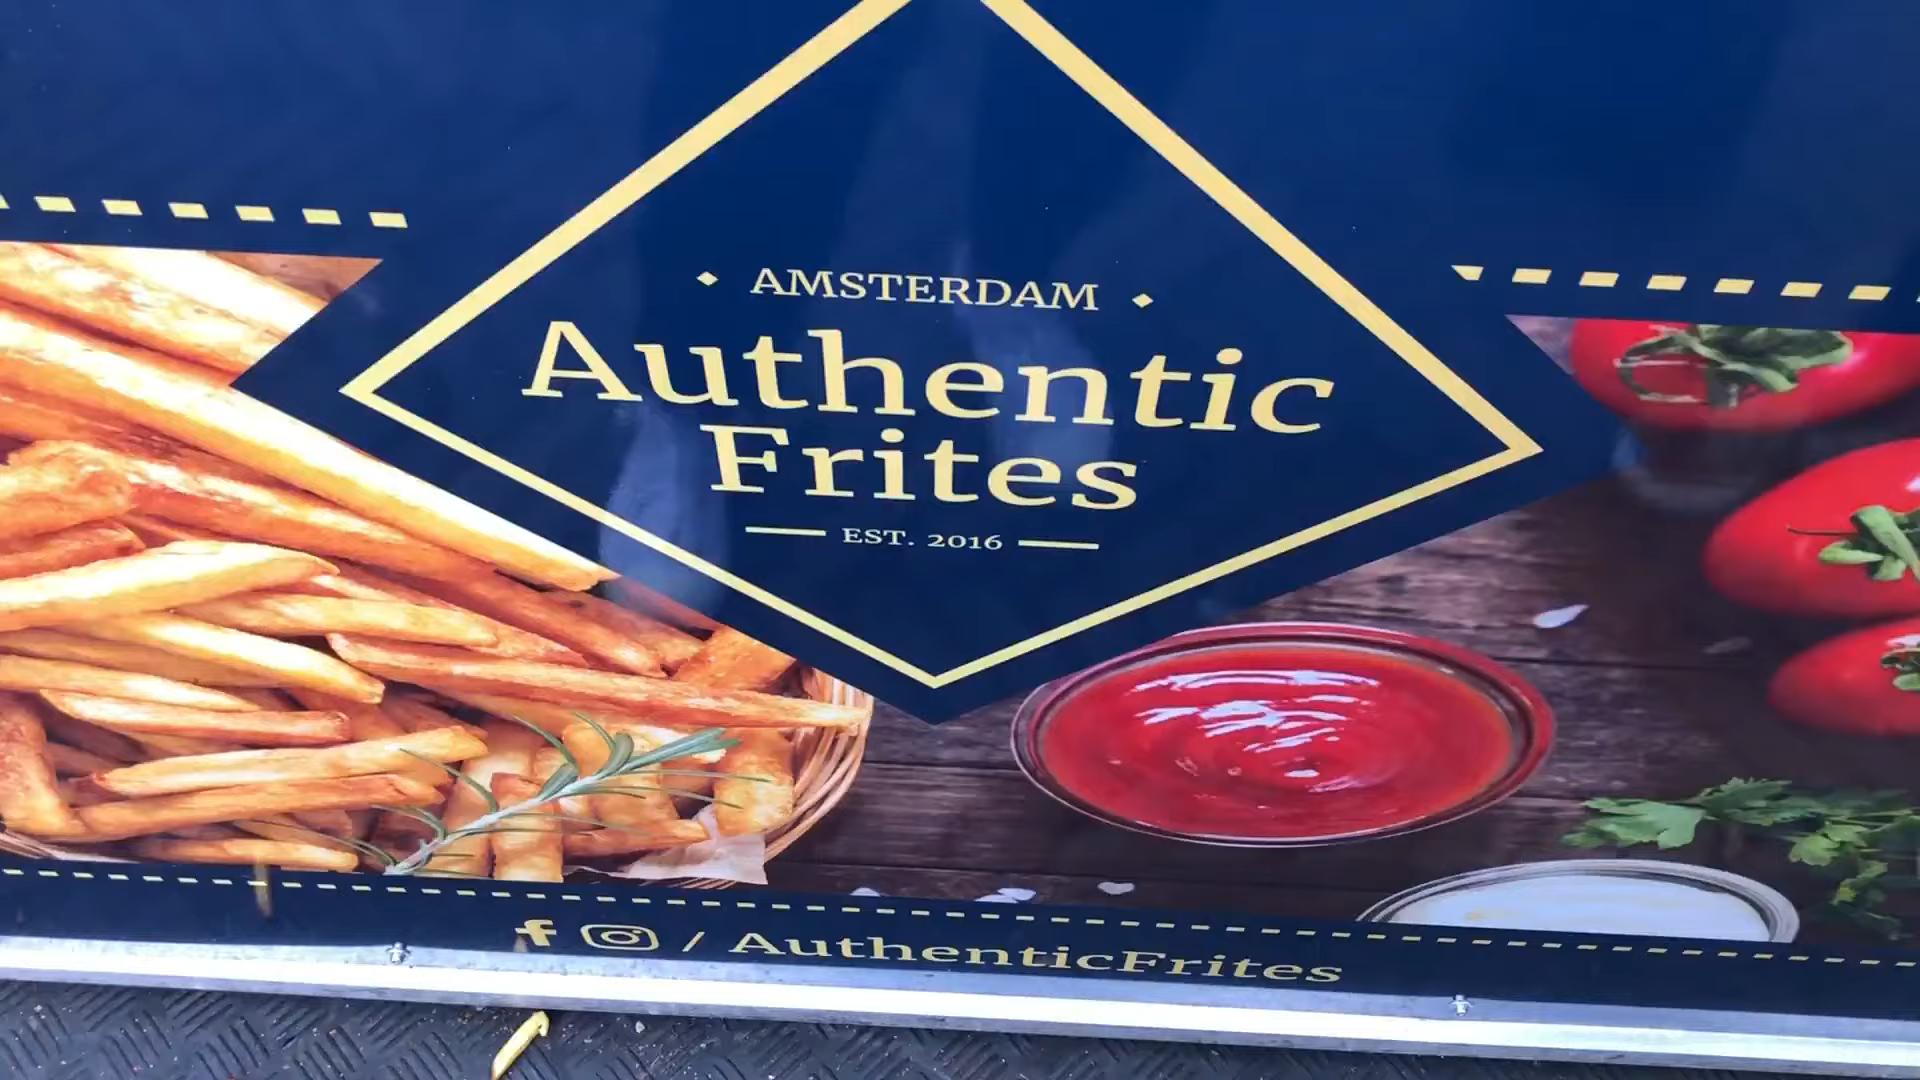 AMSTERDAM
Authentic
Frites
EST. 2016
f / AuthenticFrites